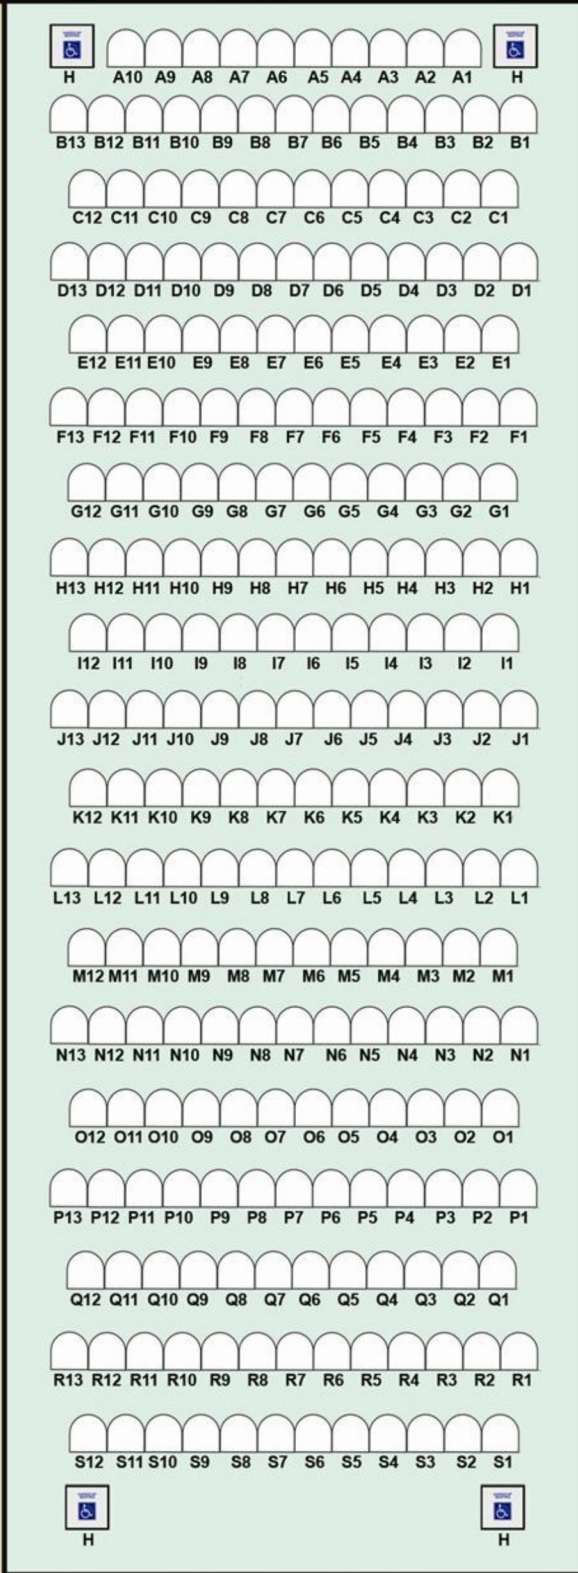 H A10 A9 A8 A7 A6 A5 A4 A3 A2 A1 H
B13 B12 B11 B10 B9 B8 B7 B6 B5 B4 B3 B2 B1
C12 C11 C10 C9 C8 C7 C6 C5 C4 C3 C2 C1
D13 D12 D11 D10 D9 D8 D7 D6 D5 D4 D3 D2 D1
E12 E11 E10 E9 E8 E7 E6 E5 E4 E3 E2 E1
F13 F12 F11 F10 F9 F8 F7 F6 F5 F4 F3 F2 F1
G12 G11 G10 G9 G8 G7 G6 G5 G4 G3 G2 G1
H13 H12 H11 H10 H9 H8 H7 H6 H5 H4 H3 H2 H1
I12 I11 I10 I9 I8 I7 I6 I5 I4 I3 I2 I1
J13 J12 J11 J10 J9 J8 J7 J6 J5 J4 J3 J2 J1
K12 K11 K10 K9 K8 K7 K6 K5 K4 K3 K2 K1
L13 L12 L11 L10 L9 L8 L7 L6 L5 L4 L3 L2 L1
M12 M11 M10 M9 M8 M7 M6 M5 M4 M3 M2 M1
N13 N12 N11 N10 N9 N8 N7 N6 N5 N4 N3 N2 N1
O12 O11 O10 O9 O8 O7 O6 O5 O4 O3 O2 O1
P13 P12 P11 P10 P9 P8 P7 P6 P5 P4 P3 P2 P1
Q12 Q11 Q10 Q9 Q8 Q7 Q6 Q5 Q4 Q3 Q2 Q1
R13 R12 R11 R10 R9 R8 R7 R6 R5 R4 R3 R2 R1
S12 S11 S10 S9 S8 S7 S6 S5 S4 S3 S2 S1
H H